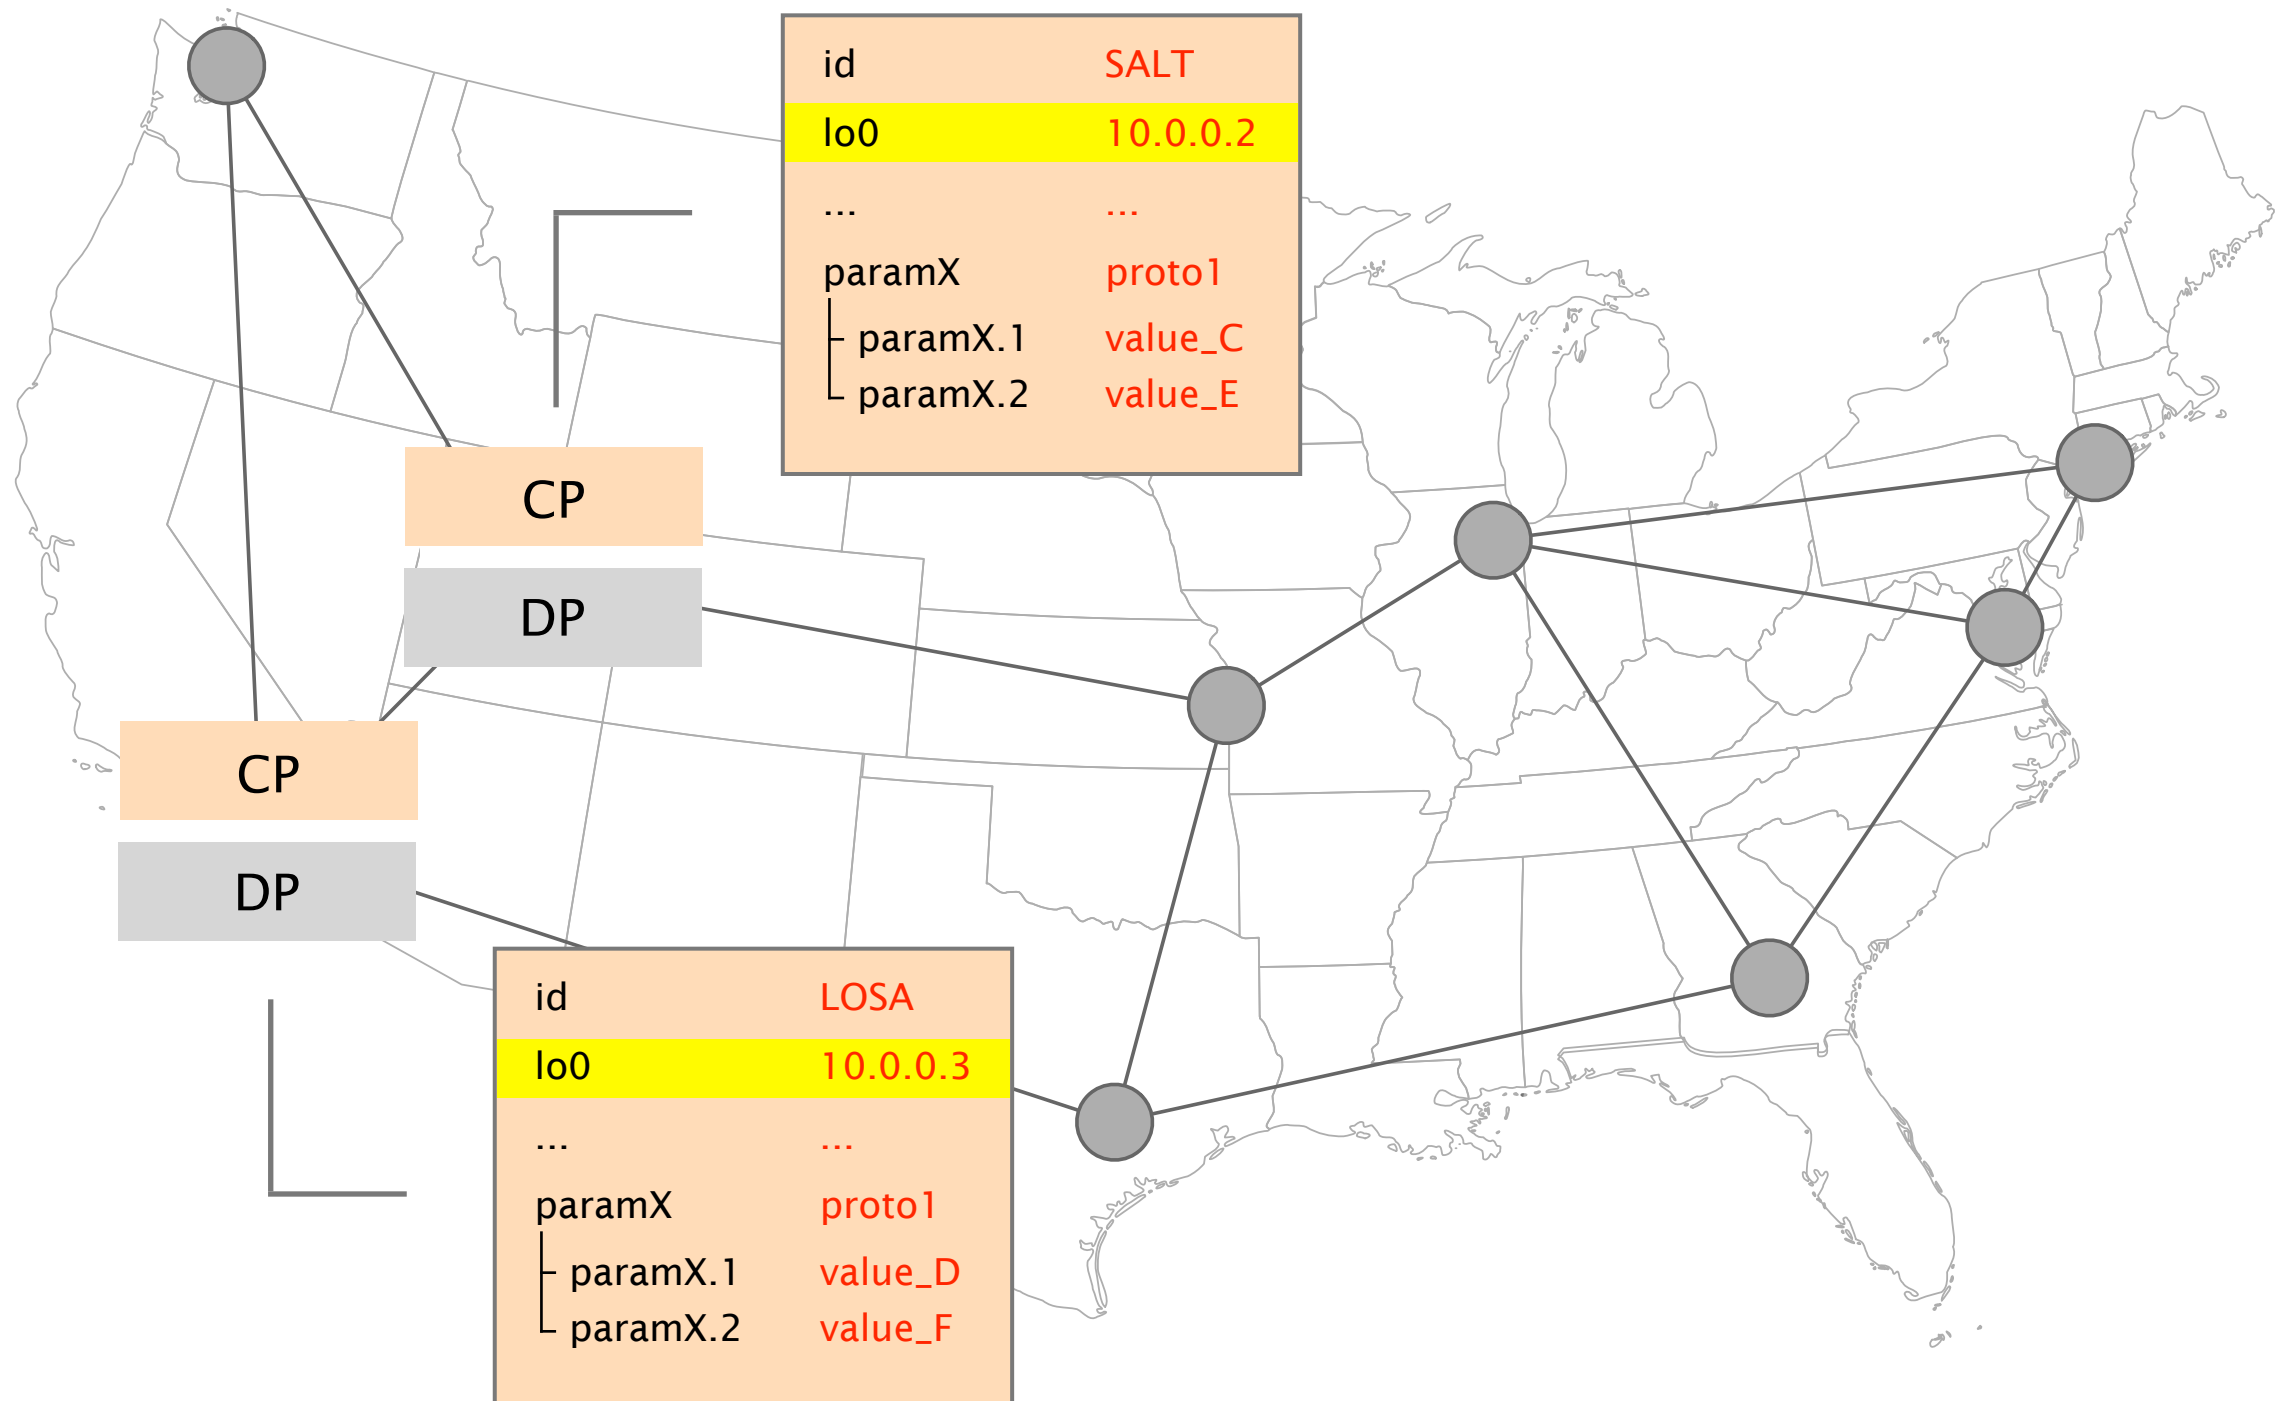 id SALT
lo0 10.0.0.2
... ...
paramX proto1
paramX.1 value_C
paramX.2 value_E
CP
DP
CP
DP
id LOSA
lo0 10.0.0.3
... ...
paramX proto1
paramX.1 value_D
paramX.2 value_F